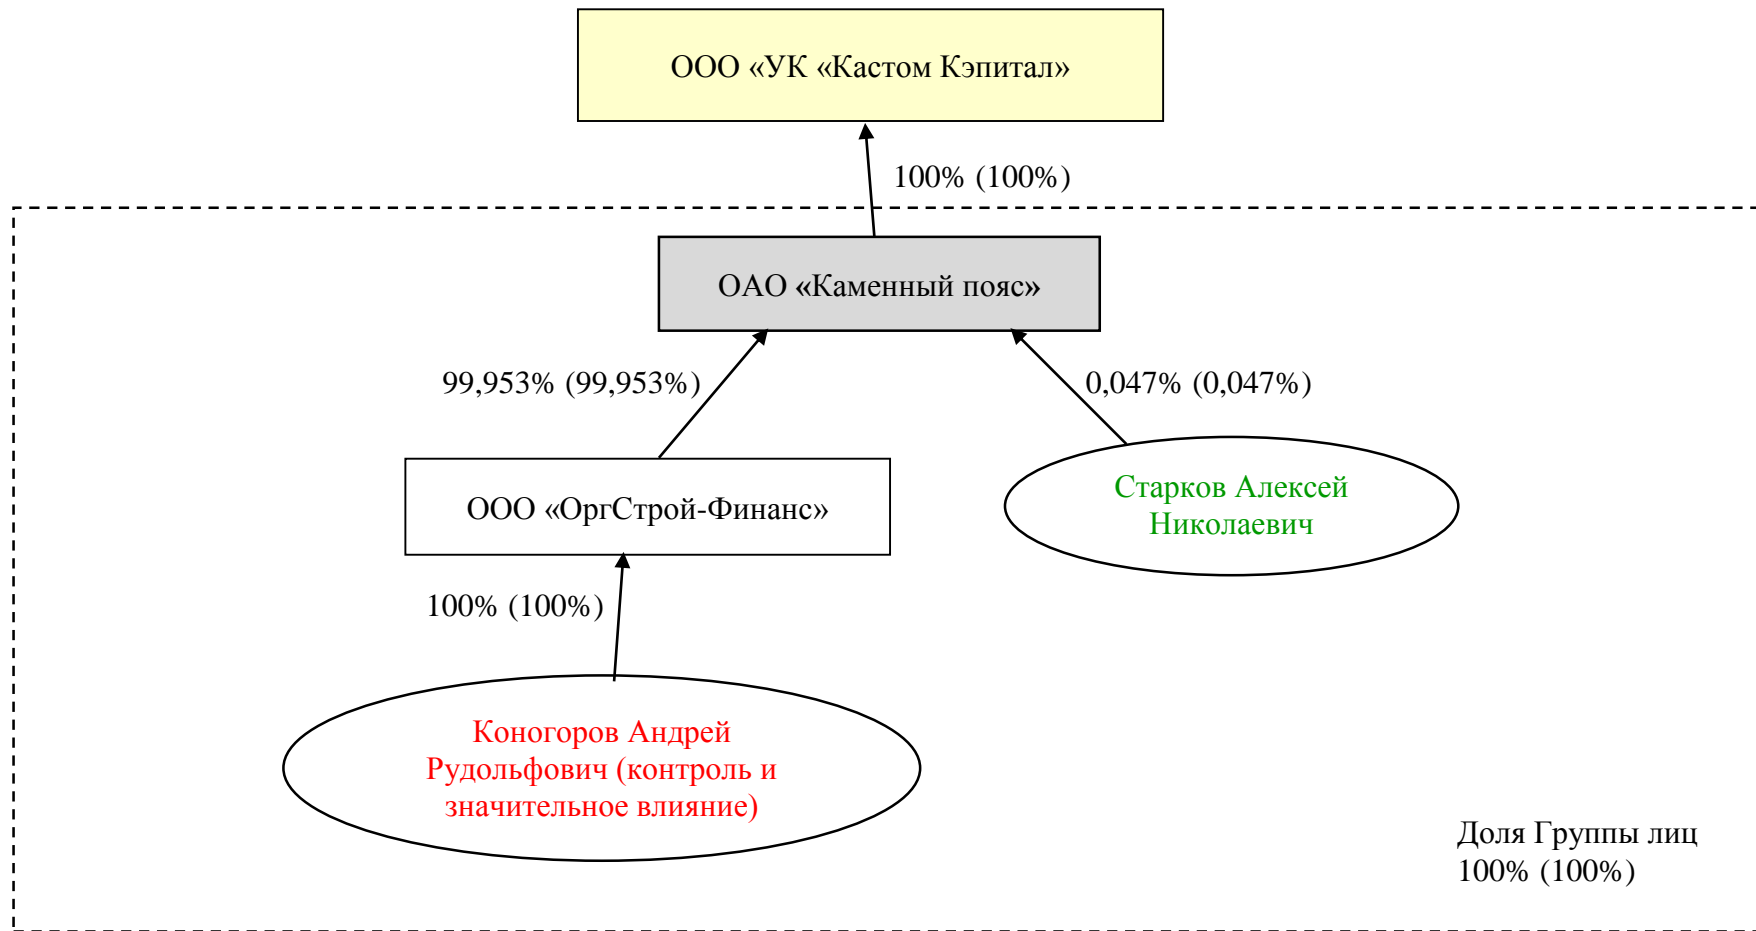 ООО «УК «Кастом Кэпитал»
100% (100%)
ОАО «Каменный пояс»
99,953% (99,953%)
0,047% (0,047%)
ООО «ОргСтрой-Финанс»
Старков Алексей
Николаевич
100% (100%)
Коногоров Андрей
Рудольфович (контроль и
значительное влияние)
Доля Группы лиц
100% (100%)